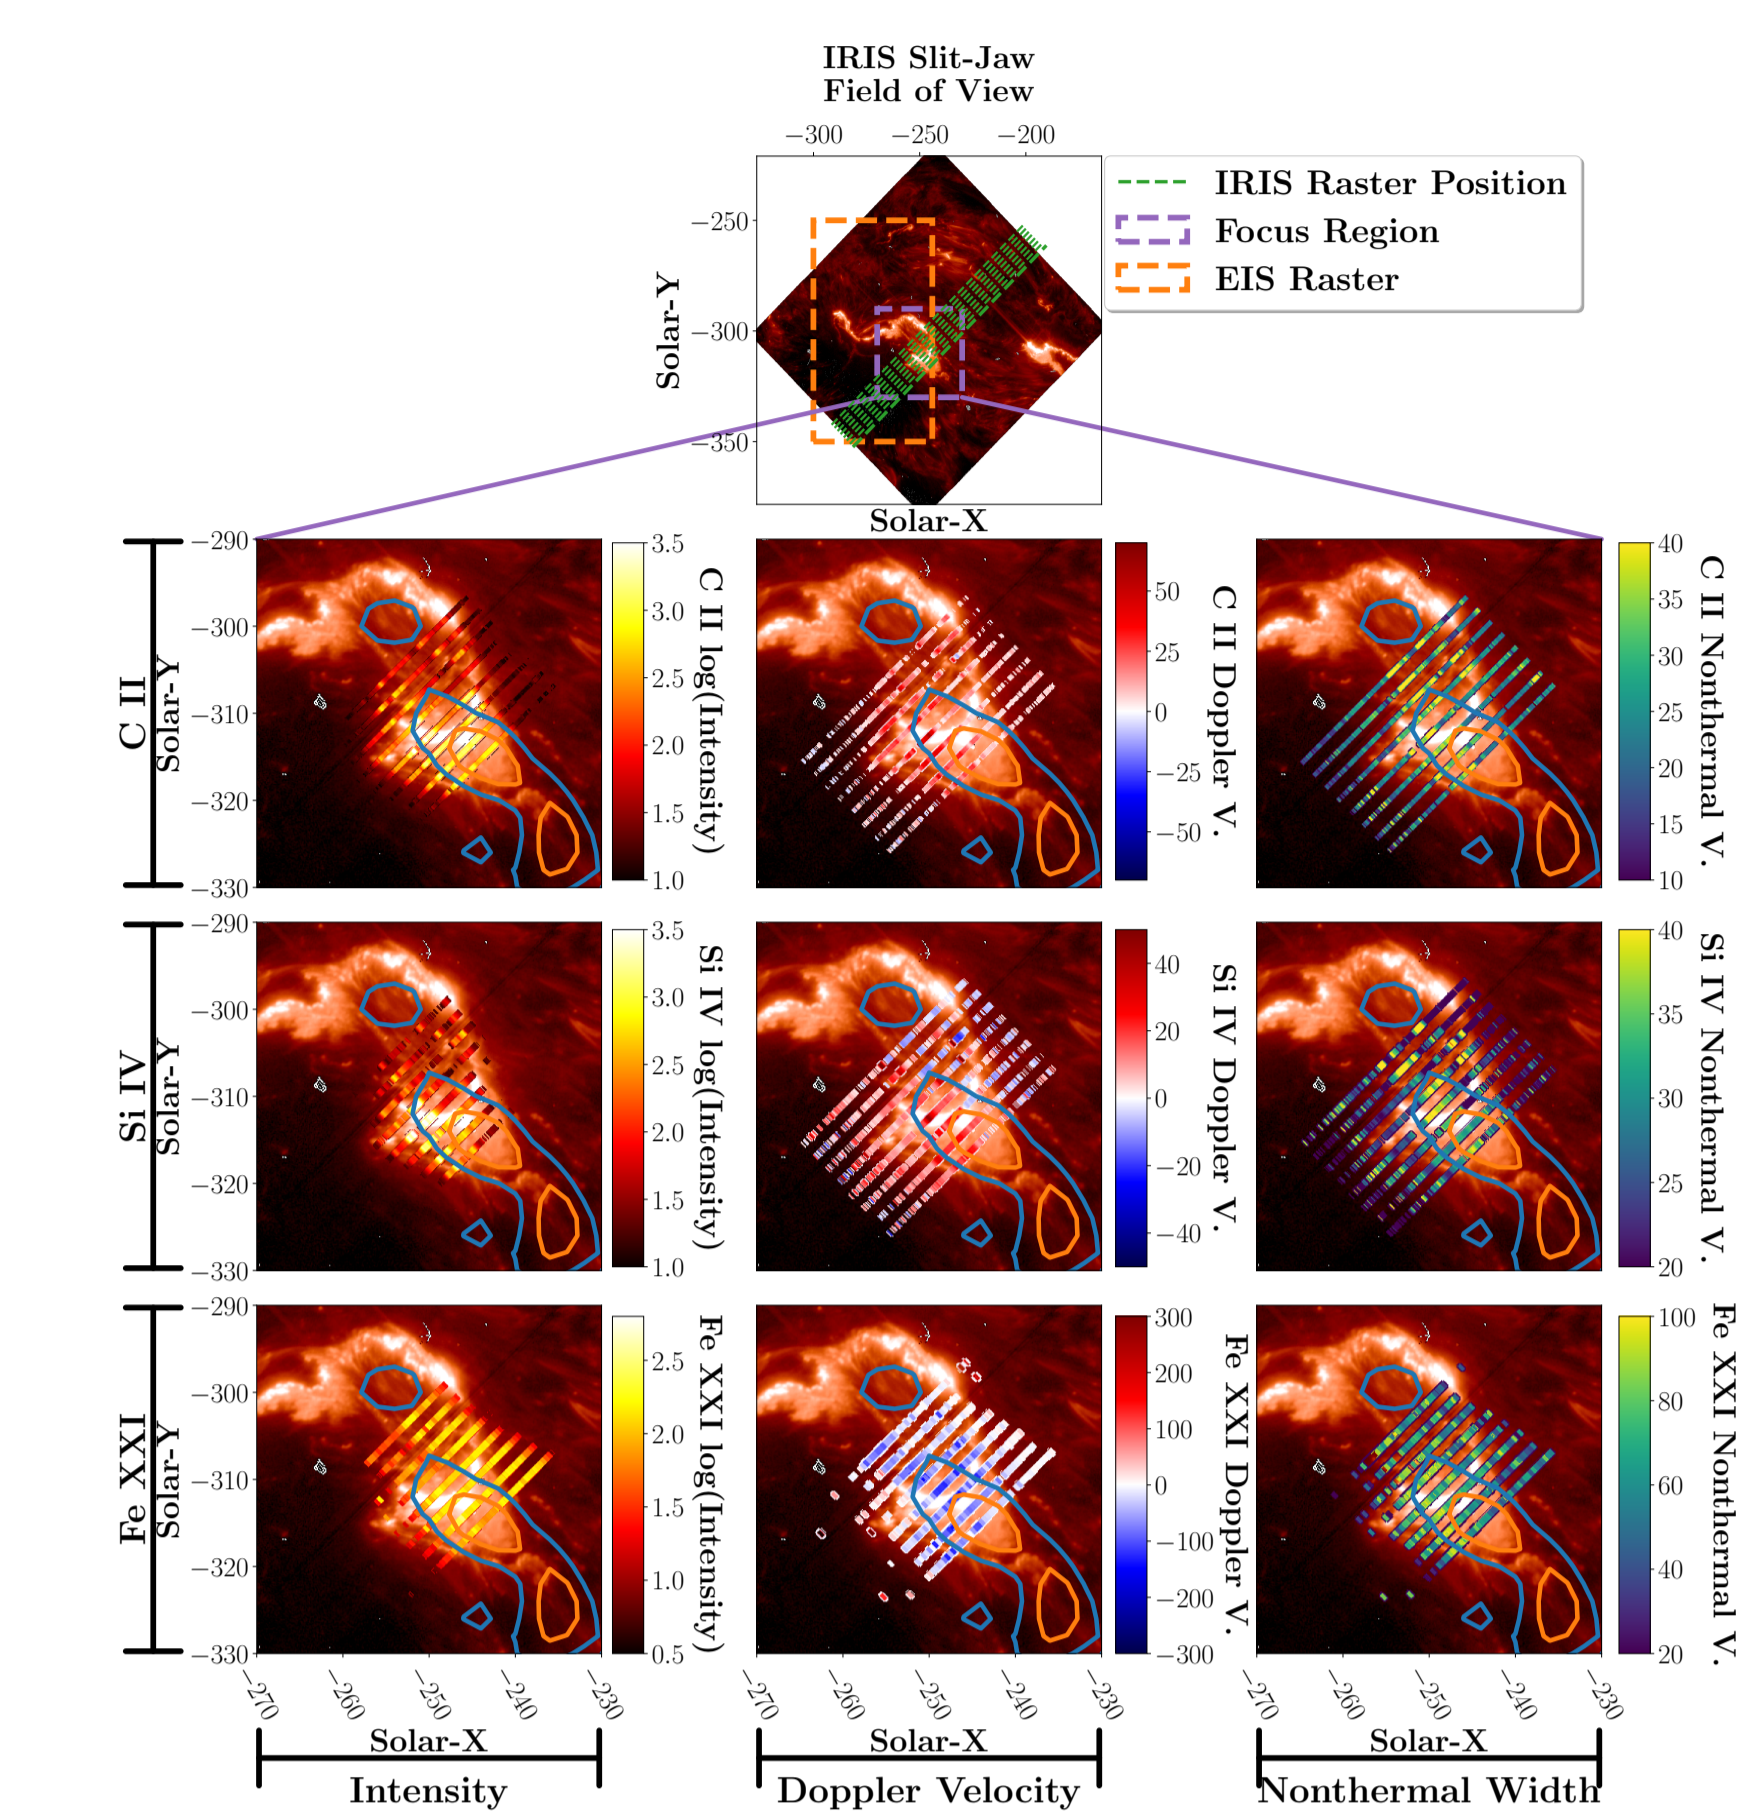 IRIS Slit-Jaw
Field of View
−300 −250 −200
−250
−300
−350
Solar-Y
Solar-X
IRIS Raster Position
Focus Region
EIS Raster
C II
Solar-Y
−290
−300
−310
−320
−330
3.5
3.0
2.5
2.0
1.5
1.0
C II log(Intensity)
50
25
0
−25
−50
C II Doppler V.
40
35
30
25
20
15
10
C II Nonthermal V.
Si IV
Solar-Y
−290
−300
−310
−320
−330
3.5
3.0
2.5
2.0
1.5
1.0
Si IV log(Intensity)
40
20
0
−20
−40
Si IV Doppler V.
40
35
30
25
20
Si IV Nonthermal V.
Fe XXI
Solar-Y
−290
−300
−310
−320
−330
2.5
2.0
1.5
1.0
0.5
Fe XXI log(Intensity)
300
200
100
0
−100
−200
−300
Fe XXI Doppler V.
100
80
60
40
20
Fe XXI Nonthermal V.
−270 −260 −250 −240 −230
−270 −260 −250 −240 −230
−270 −260 −250 −240 −230
Solar-X
Solar-X
Solar-X
Intensity
Doppler Velocity
Nonthermal Width